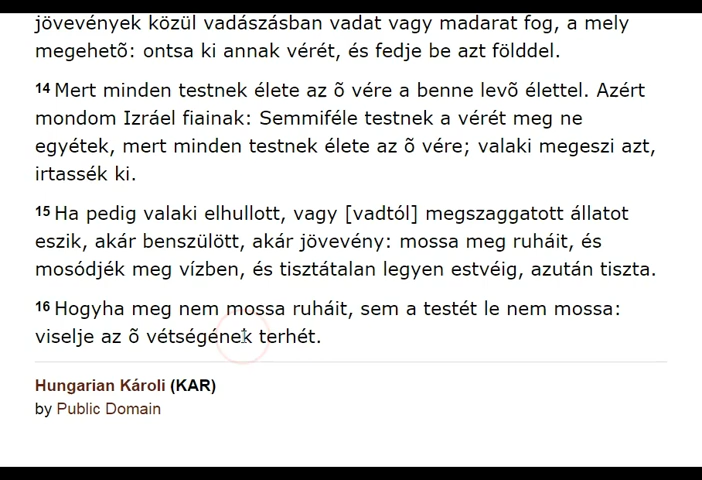 jövevények közül vadászásban vadat vagy madarat fog, a mely
megehetõ: ontsa ki annak vérét, és fedje be azt földdel.
14 Mert minden testnek élete az õ vére a benne levõ élettel. Azért
mondom Izráel fiainak: Semmiféle testnek a vérét meg ne
egyétek, mert minden testnek élete az õ vére; valaki megeszi azt,
irtassék ki.
15 Ha pedig valaki elhullott, vagy [vadtól] megszaggatott állatot
eszik, akár benszülött, akár jövevény: mossa meg ruháit, és
mosódjék meg vízben, és tisztátalan legyen estvéig, azután tiszta.
16 Hogyha meg nem mossa ruháit, sem a testét le nem mossa:
viselje az õ vétségének terhét.
Hungarian Károli (KAR)
by Public Domain